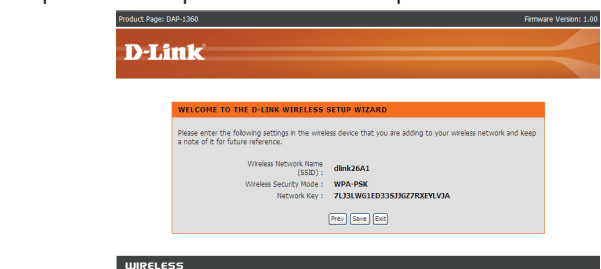 Product Page: DAP-1360 Firmware Version: 1.00
D-Link
WELCOME TO THE D-LINK WIRELESS SETUP WIZARD
Please enter the following settings in the wireless device that you are adding to your wireless network and keep
a note of it for future reference.
Wireless Network Name
(SSID) : dlink26A1
Wireless Security Mode : WPA-PSK
Network Key : 7LJ3LWG1ED33SJJGZ7RXEYLVJA
Prev Save Exit
WIRELESS